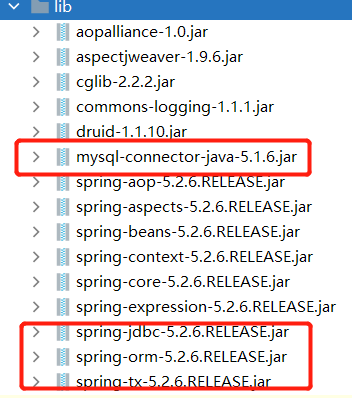 lib
aopalliance-1.0.jar
aspectjweaver-1.9.6.jar
cglib-2.2.2.jar
commons-logging-1.1.1.jar
druid-1.1.10.jar
mysql-connector-java-5.1.6.jar
spring-aop-5.2.6.RELEASE.jar
spring-aspects-5.2.6.RELEASE.jar
spring-beans-5.2.6.RELEASE.jar
spring-context-5.2.6.RELEASE.jar
spring-core-5.2.6.RELEASE.jar
spring-expression-5.2.6.RELEASE.jar
spring-jdbc-5.2.6.RELEASE.jar
spring-orm-5.2.6.RELEASE.jar
spring-tx-5.2.6.RELEASE.jar